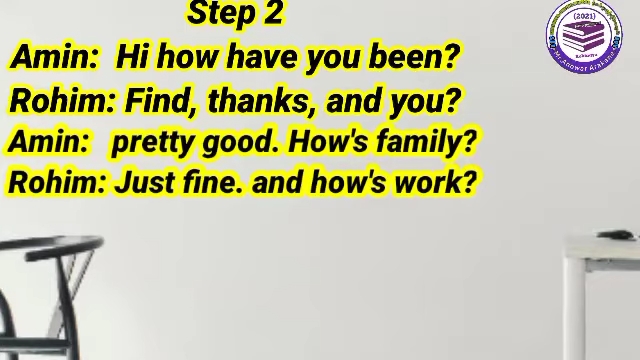 Step 2
Amin: Hi how have you been?
Rohim: Find, thanks, and you?
Amin: pretty good. How's family?
Rohim: Just fine. and how's work?
(2021)